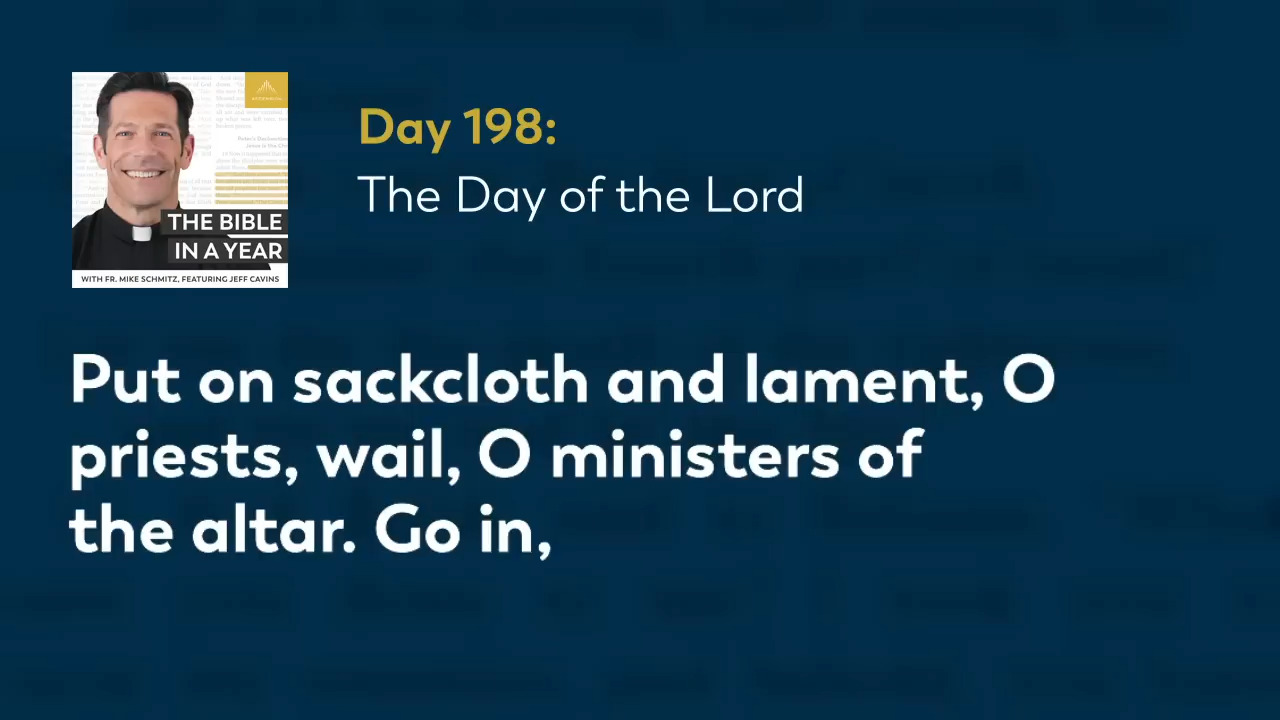 Day 198:
The Day of the Lord
THE BIBLE
IN A YEAR
WITH FR. MIKE SCHMITZ, FEATURING JEFF CAVINS
Put on sackcloth and lament, O
priests, wail, O ministers of
the altar. Go in,